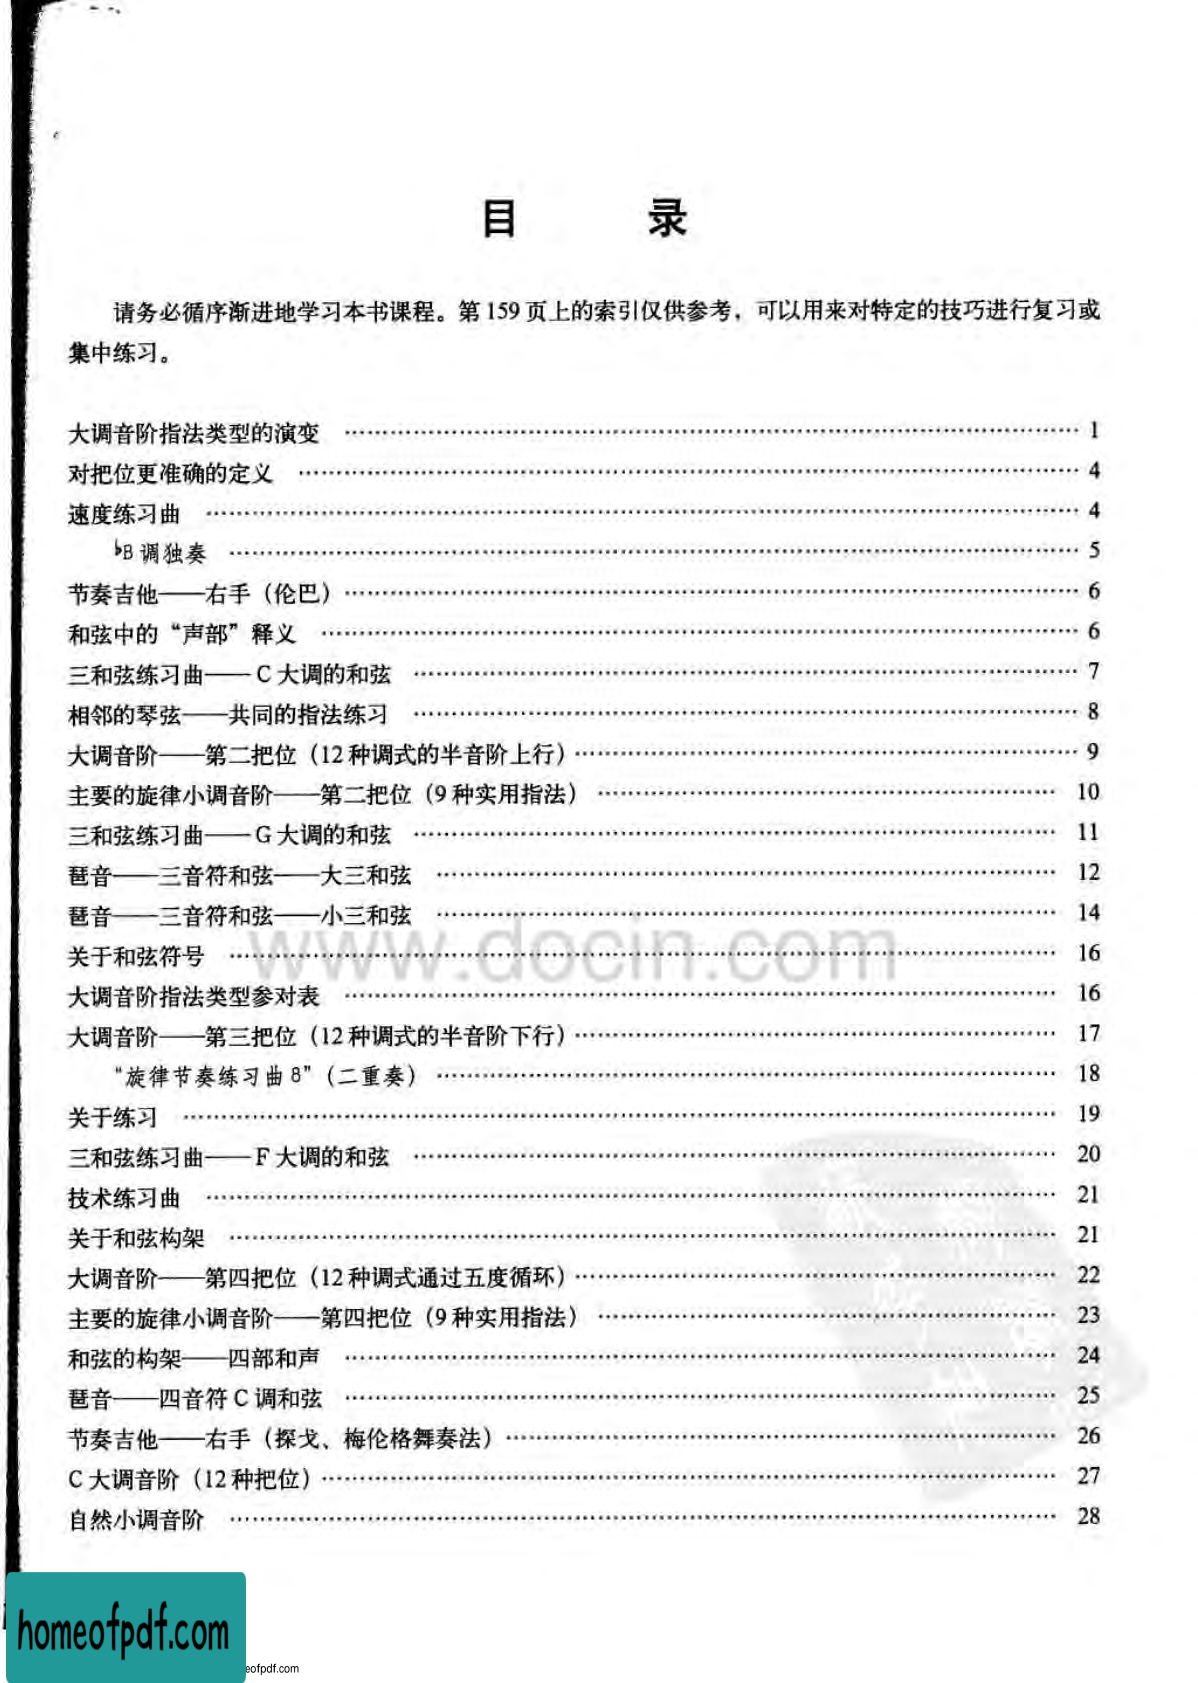 目 录
请务必循序渐进地学习本书课程。第 159 页上的索引仅供参考，可以用来对特定的技巧进行复习或
集中练习。
大调音阶指法类型的演变 1
对把位更准确的定义 4
速度练习曲 4
♭B 调独奏 5
节奏吉他——右手（伦巴） 6
和弦中的“声部”释义 6
三和弦练习曲——C 大调的和弦 7
相邻的琴弦——共同的指法练习 8
大调音阶——第二把位（12 种调式的半音阶上行） 9
主要的旋律小调音阶——第二把位（9 种实用指法） 10
三和弦练习曲——G 大调的和弦 11
琶音——三音符和弦——大三和弦 12
琶音——三音符和弦——小三和弦 14
www.docin.com
关于和弦符号 16
大调音阶指法类型参对表 16
大调音阶——第三把位（12 种调式的半音阶下行） 17
“旋律节奏练习曲 8”（二重奏） 18
关于练习 19
三和弦练习曲——F 大调的和弦 20
技术练习曲 21
关于和弦构架 21
大调音阶——第四把位（12 种调式通过五度循环） 22
主要的旋律小调音阶——第四把位（9 种实用指法） 23
和弦的构架——四部和声 24
琶音——四音符 C 调和弦 25
节奏吉他——右手（探戈、梅伦格舞奏法） 26
C 大调音阶（12 种把位） 27
自然小调音阶 28
homeofpdf.com
eofpdf.com